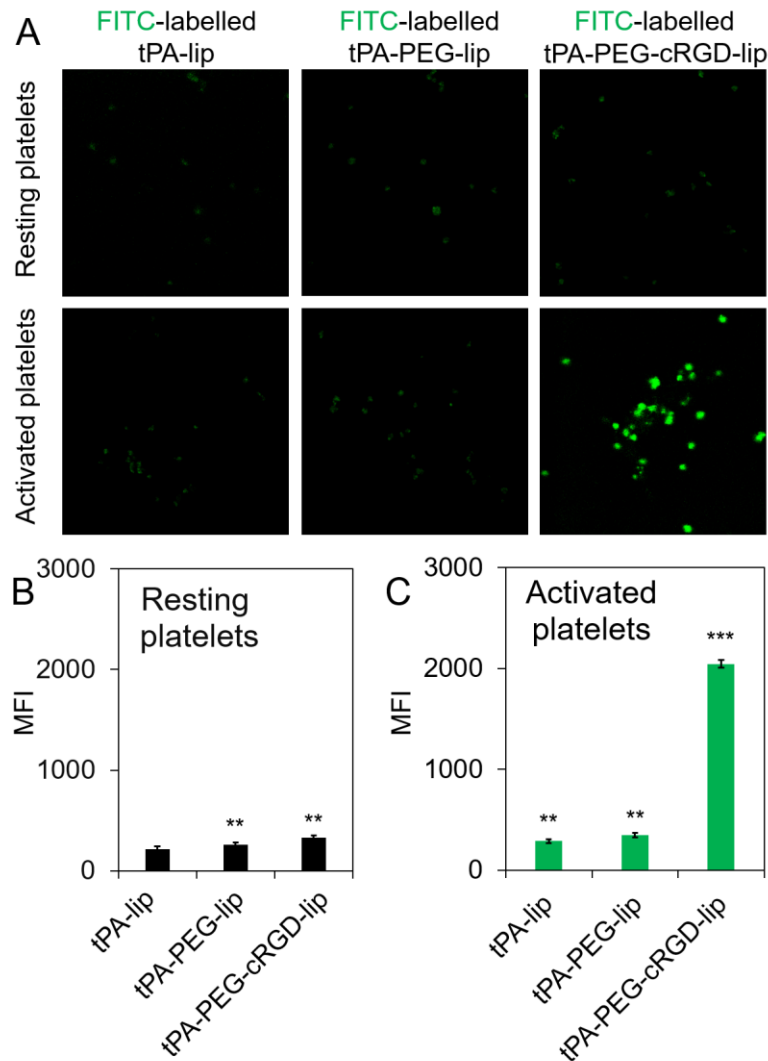 A
FITC-labelled
tPA-lip
FITC-labelled
tPA-PEG-lip
FITC-labelled
tPA-PEG-cRGD-lip
Resting platelets
Activated platelets
B
3000
2000
1000
0
MFI
Resting
platelets
**
**
tPA-lip
tPA-PEG-lip
tPA-PEG-cRGD-lip
C
3000
2000
1000
0
MFI
Activated
platelets
**
**
***
tPA-lip
tPA-PEG-lip
tPA-PEG-cRGD-lip